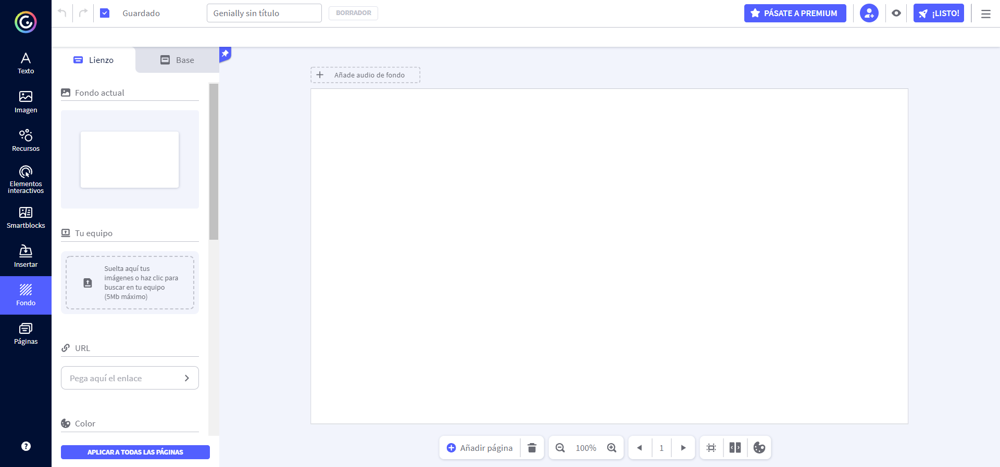 Guardado
Genially sin título
BORRADOR
PÁSATE A PREMIUM
¡LISTO!
Texto
Imagen
Recursos
Elementos
interactivos
Smartblocks
Insertar
Fondo
Páginas
Lienzo
Base
Fondo actual
Tu equipo
Suelta aquí tus
imágenes o haz clic para
buscar en tu equipo
(5Mb máximo)
URL
Pega aquí el enlace
Color
APLICAR A TODAS LAS PÁGINAS
Añade audio de fondo
Añadir página
100%
1